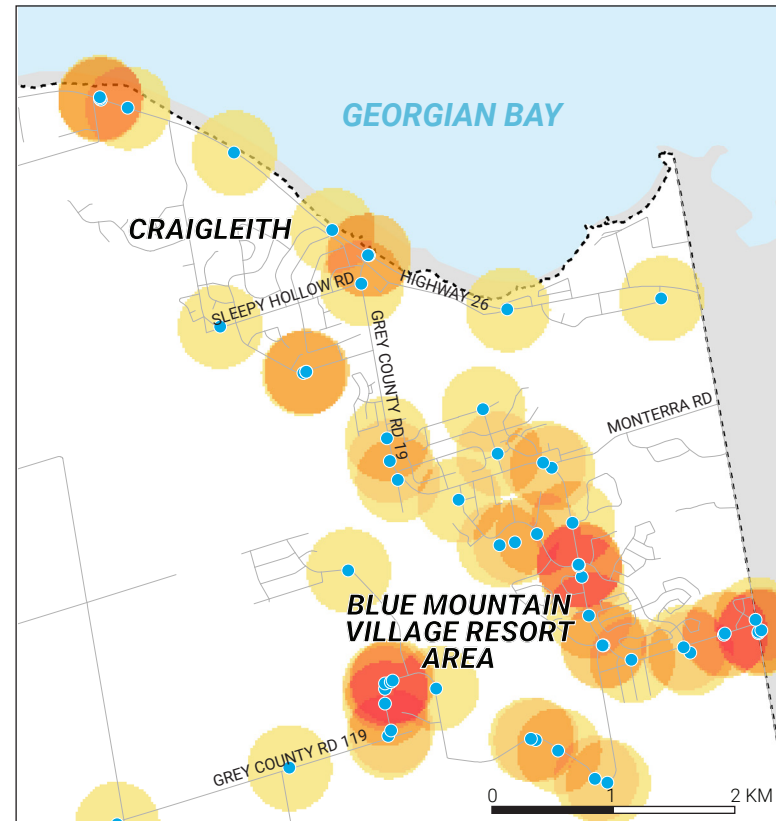 GEORGIAN BAY
CRAIGLEITH
HIGHWAY 26
SLEEPY HOLLOW RD
GREY COUNTY RD 19
MONTERRA RD
BLUE MOUNTAIN
VILLAGE RESORT
AREA
GREY COUNTY RD 119
0 1 2 KM